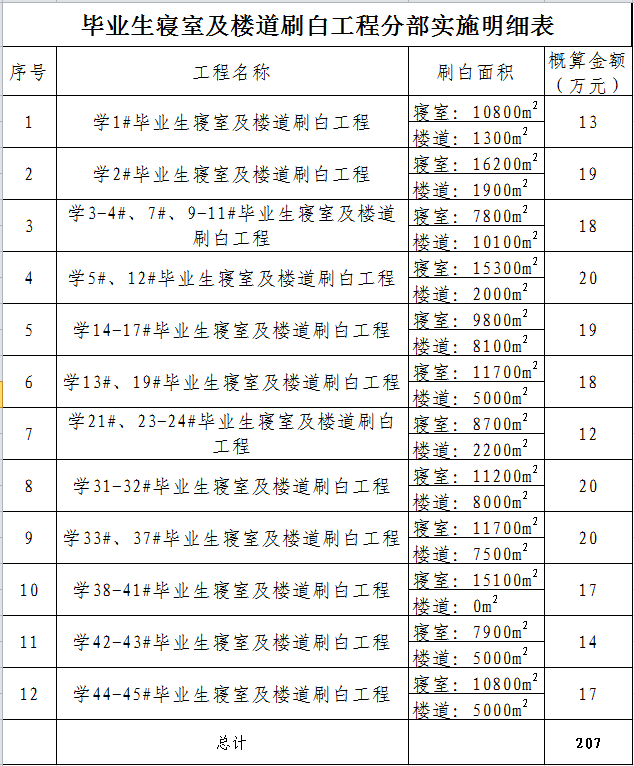 毕业生寝室及楼道刷白工程分部实施明细表
序号 工程名称 刷白面积 概算金额
（万元）
1 学1#毕业生寝室及楼道刷白工程 寝室：10800m² 13
楼道：1300m²
2 学2#毕业生寝室及楼道刷白工程 寝室：16200m² 19
楼道：1900m²
3 学3-4#、7#、9-11#毕业生寝室及楼道 寝室：7800m² 18
刷白工程 楼道：10100m²
4 学5#、12#毕业生寝室及楼道刷白工程 寝室：15300m² 20
楼道：2000m²
5 学14-17#毕业生寝室及楼道刷白工程 寝室：9800m² 19
楼道：8100m²
6 学13#、19#毕业生寝室及楼道刷白工程 寝室：11700m² 18
楼道：5000m²
7 学21#、23-24#毕业生寝室及楼道刷白 寝室：8700m² 12
工程 楼道：2200m²
8 学31-32#毕业生寝室及楼道刷白工程 寝室：11200m² 20
楼道：8000m²
9 学33#、37#毕业生寝室及楼道刷白工程 寝室：11700m² 20
楼道：7500m²
10 学38-41#毕业生寝室及楼道刷白工程 寝室：15100m² 17
楼道：0m²
11 学42-43#毕业生寝室及楼道刷白工程 寝室：7900m² 14
楼道：5000m²
12 学44-45#毕业生寝室及楼道刷白工程 寝室：10800m² 17
楼道：5000m²
总计 207